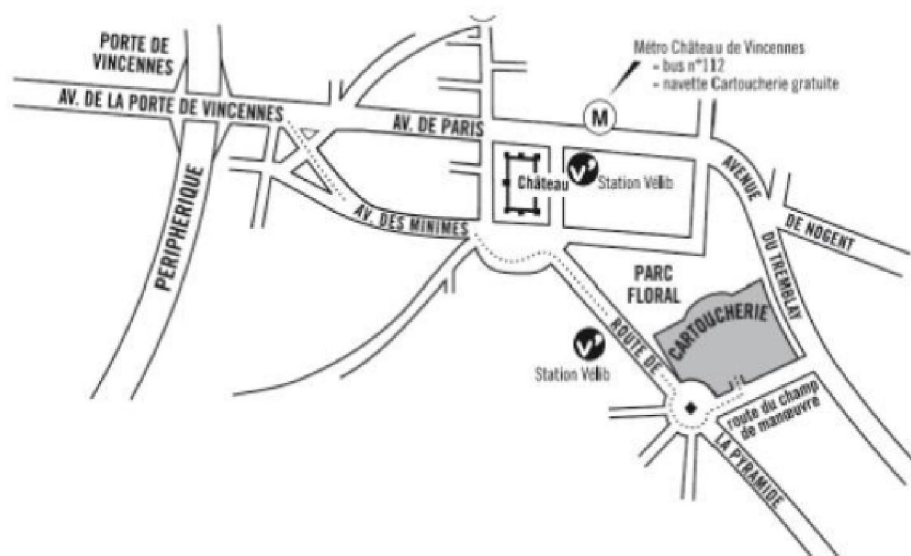 PORTE DE
VINCENNES
AV. DE LA PORTE DE VINCENNES
PERIPHERIQUE
Métro Château de Vincennes
- bus n°112
- navette Cartoucherie gratuite
M
AV. DE PARIS
Château
V'
Station Vélib
AVENUE
DE NOGENT
AV. DES MINIMES
DU TREMBLAY
PARC
FLORAL
CARTOUCHERIE
ROUTE DE
LA PYRAMIDE
V'
Station Vélib
route du champ
de manœuvre